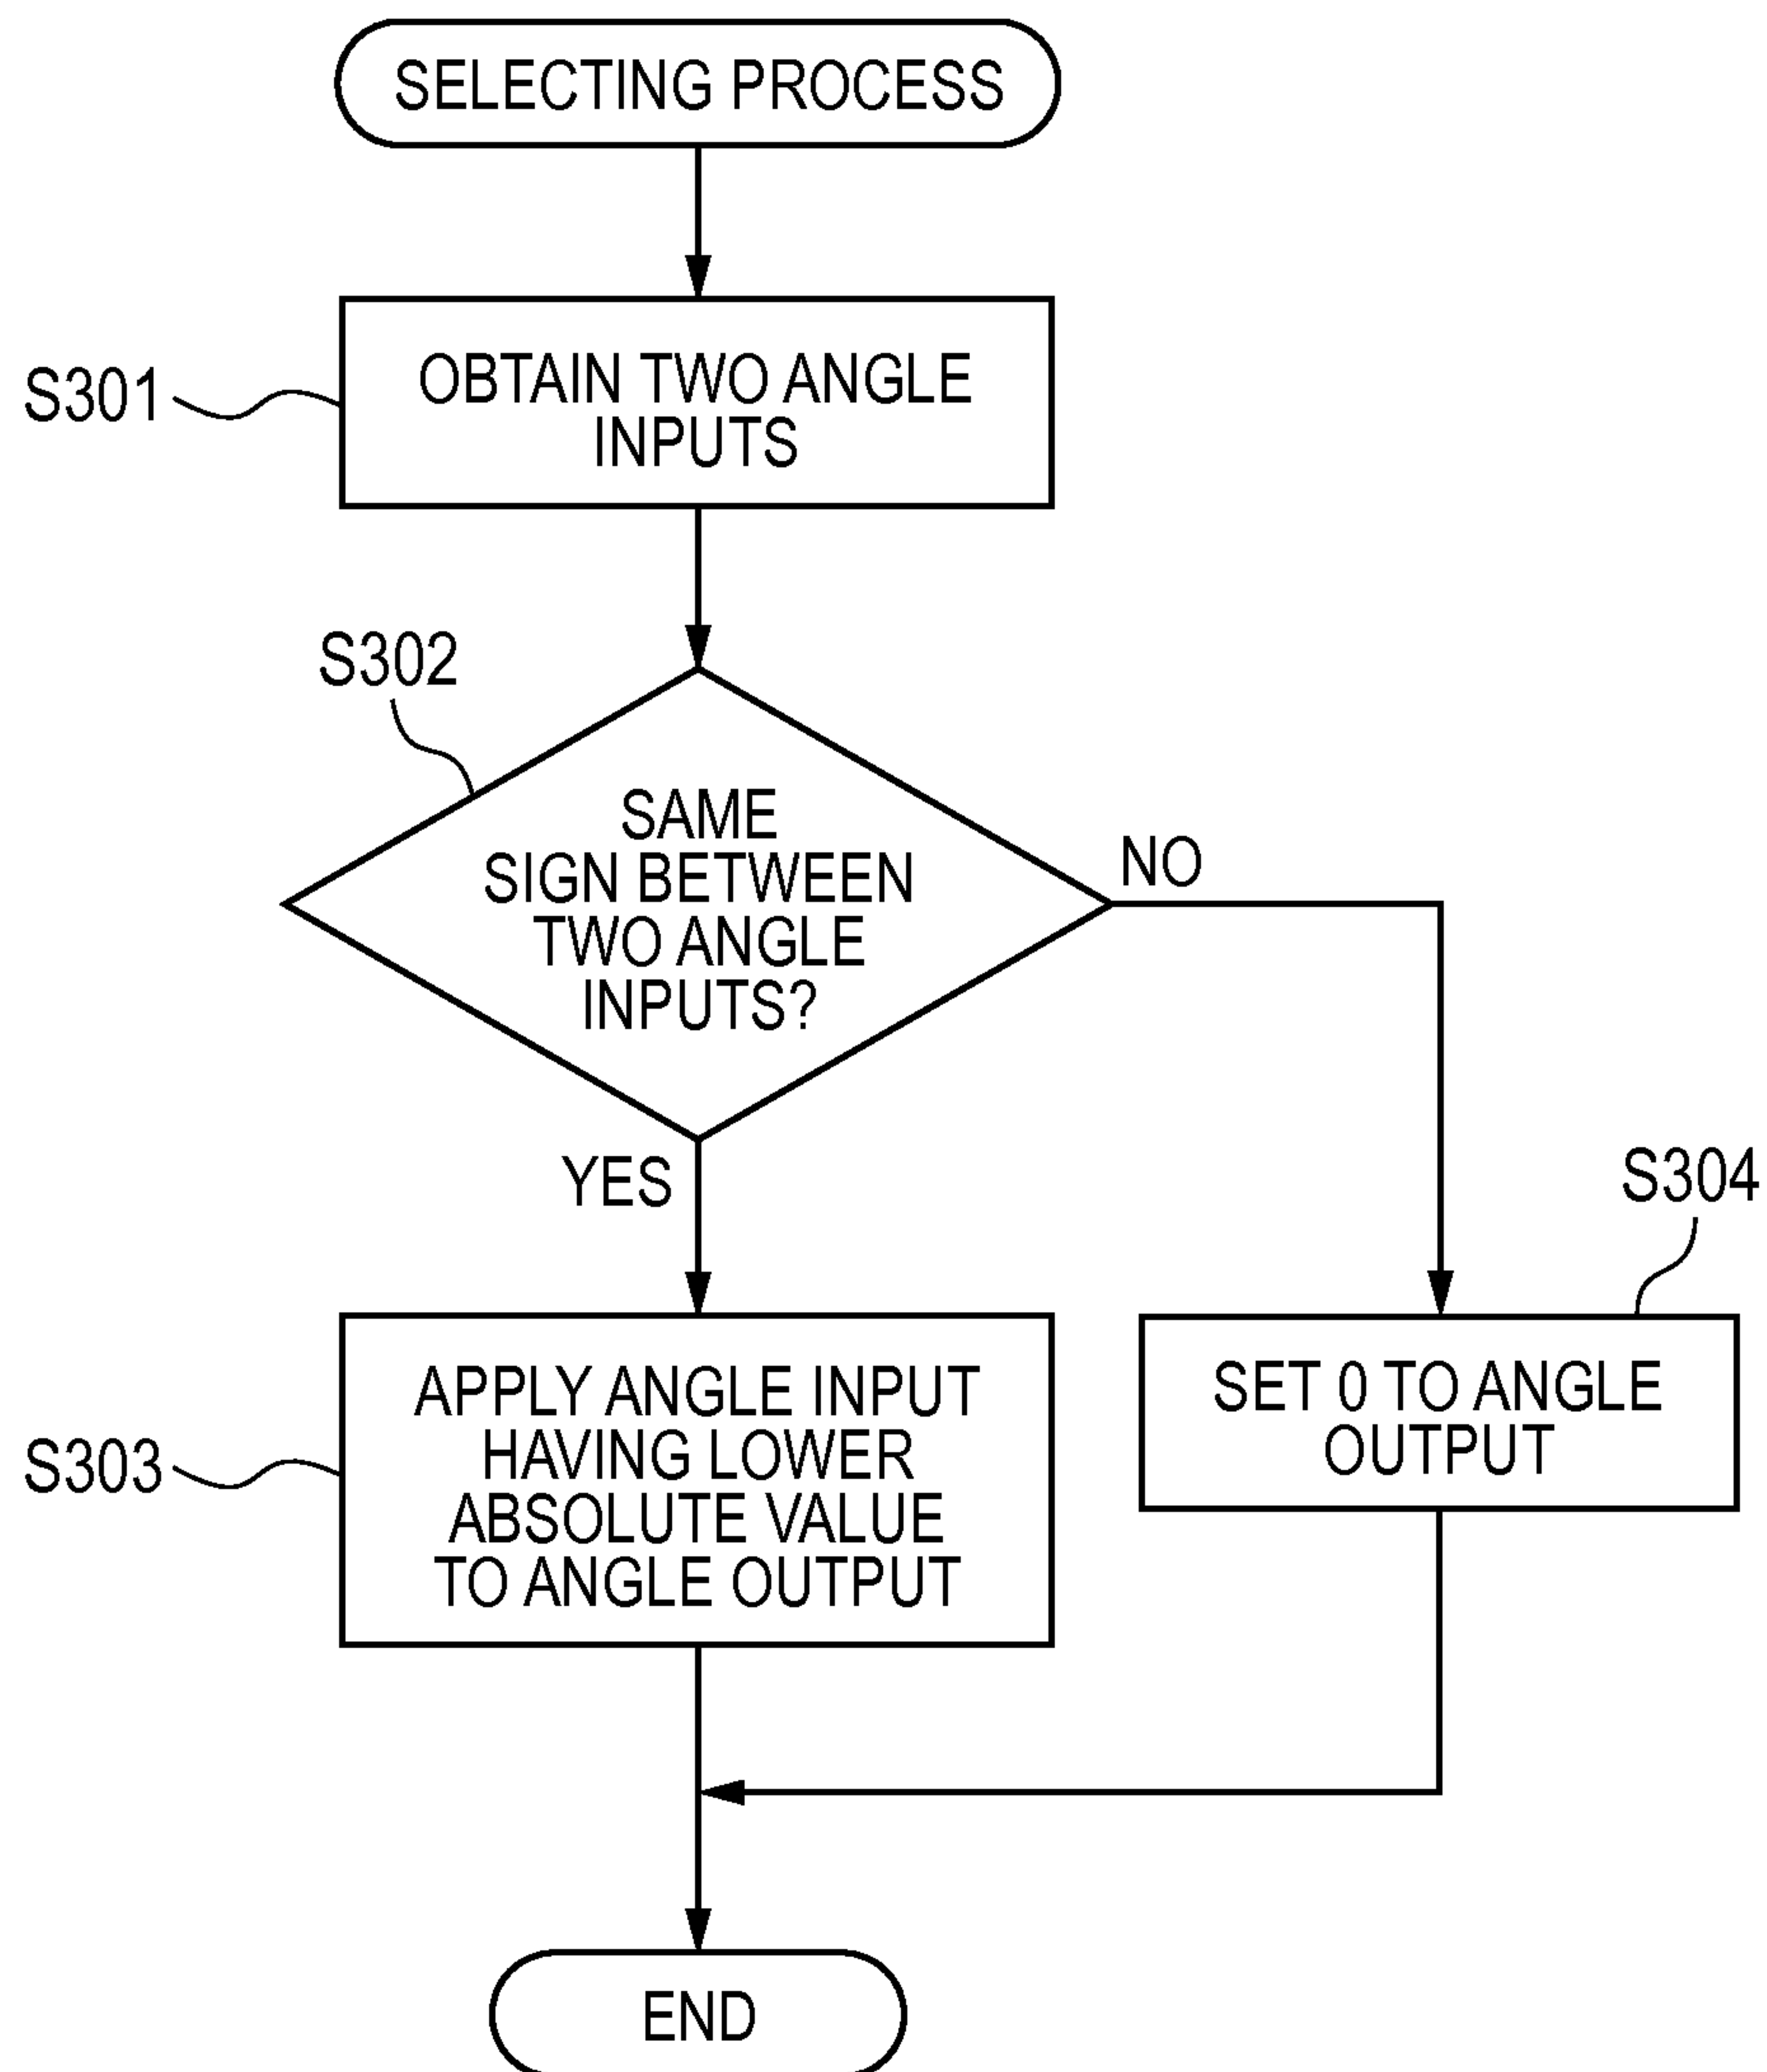 SELECTING PROCESS
S301
OBTAIN TWO ANGLE
INPUTS
S302
SAME
SIGN BETWEEN
TWO ANGLE
INPUTS?
NO
YES
S304
S303
APPLY ANGLE INPUT
HAVING LOWER
ABSOLUTE VALUE
TO ANGLE OUTPUT
SET 0 TO ANGLE
OUTPUT
END